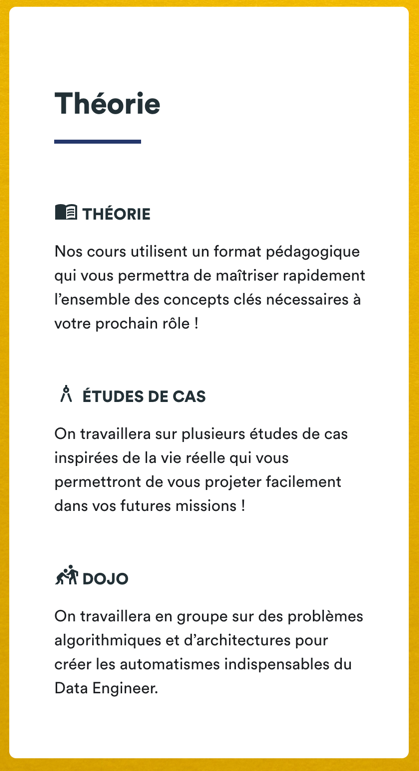 Théorie
THÉORIE
Nos cours utilisent un format pédagogique
qui vous permettra de maîtriser rapidement
l’ensemble des concepts clés nécessaires à
votre prochain rôle !
ÉTUDES DE CAS
On travaillera sur plusieurs études de cas
inspirées de la vie réelle qui vous
permettront de vous projeter facilement
dans vos futures missions !
DOJO
On travaillera en groupe sur des problèmes
algorithmiques et d’architectures pour
créer les automatismes indispensables du
Data Engineer.